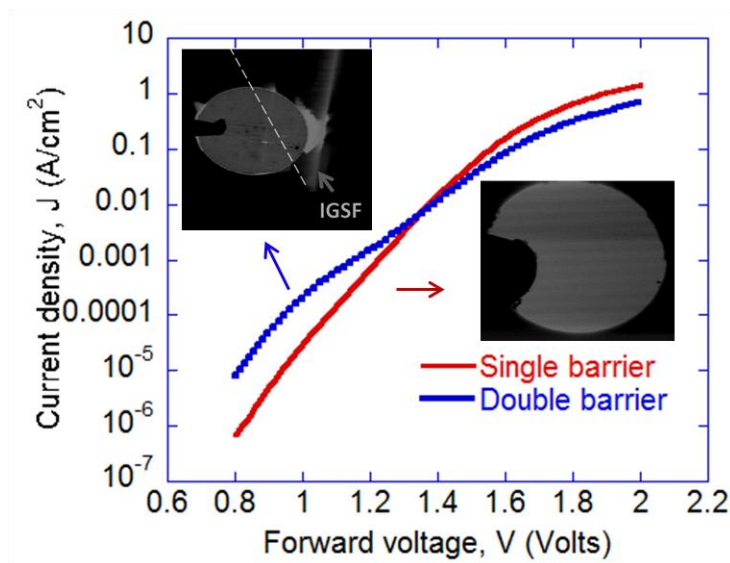 10
1
0.1
0.01
0.001
0.0001
10⁻⁵
10⁻⁶
10⁻⁷
Current density, J (A/cm²)
IGSF
Single barrier
Double barrier
0.6 0.8 1 1.2 1.4 1.6 1.8 2 2.2
Forward voltage, V (Volts)